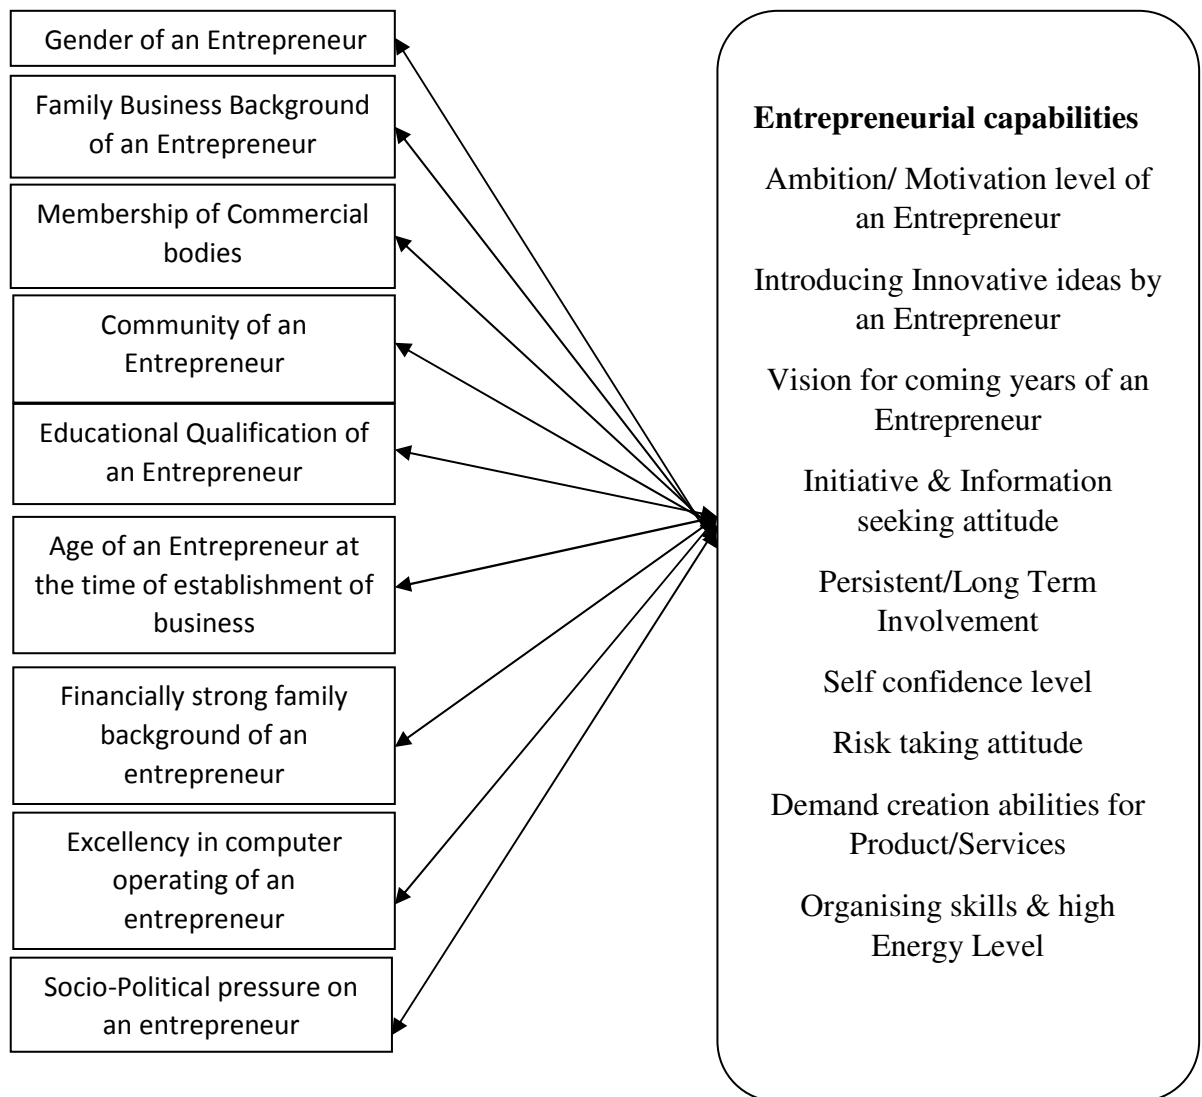 Gender of an Entrepreneur
Family Business Background
of an Entrepreneur
Membership of Commercial
bodies
Community of an
Entrepreneur
Educational Qualification of
an Entrepreneur
Age of an Entrepreneur at
the time of establishment of
business
Financially strong family
background of an
entrepreneur
Excellency in computer
operating of an
entrepreneur
Socio-Political pressure on
an entrepreneur
Entrepreneurial capabilities
Ambition/ Motivation level of
an Entrepreneur
Introducing Innovative ideas by
an Entrepreneur
Vision for coming years of an
Entrepreneur
Initiative & Information
seeking attitude
Persistent/Long Term
Involvement
Self confidence level
Risk taking attitude
Demand creation abilities for
Product/Services
Organising skills & high
Energy Level